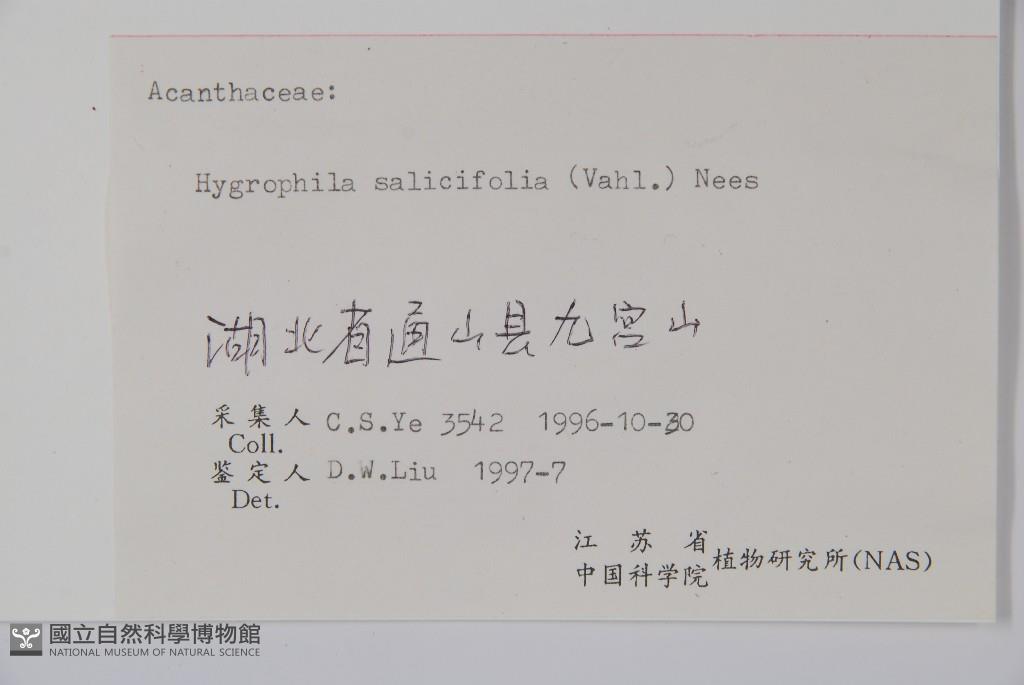 Acanthaceae:
Hygrophila salicifolia (Vahl.) Nees
湖北省通山县九宫山
采集人 C.S.Ye 3542 1996-10-30
Coll.
鉴定人 D.W.Liu 1997-7
Det.
江苏省
中国科学院植物研究所(NAS)
國立自然科學博物館
NATIONAL MUSEUM OF NATURAL SCIENCE